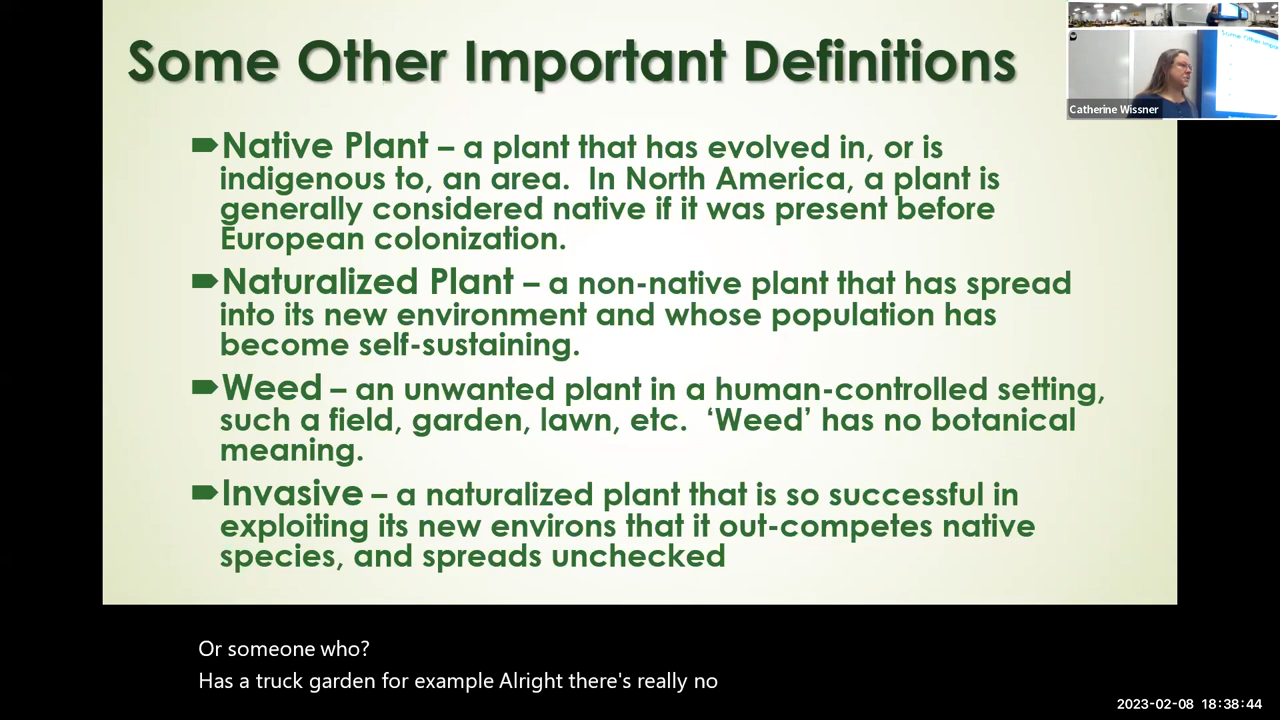 Some Other Important Definitions
Native Plant – a plant that has evolved in, or is
indigenous to, an area.  In North America, a plant is
generally considered native if it was present before
European colonization.
Naturalized Plant – a non-native plant that has spread
into its new environment and whose population has
become self-sustaining.
Weed – an unwanted plant in a human-controlled setting,
such a field, garden, lawn, etc.  ‘Weed’ has no botanical
meaning.
Invasive – a naturalized plant that is so successful in
exploiting its new environs that it out-competes native
species, and spreads unchecked
Catherine Wissner
Or someone who?
Has a truck garden for example Alright there's really no
2023-02-08 18:38:44